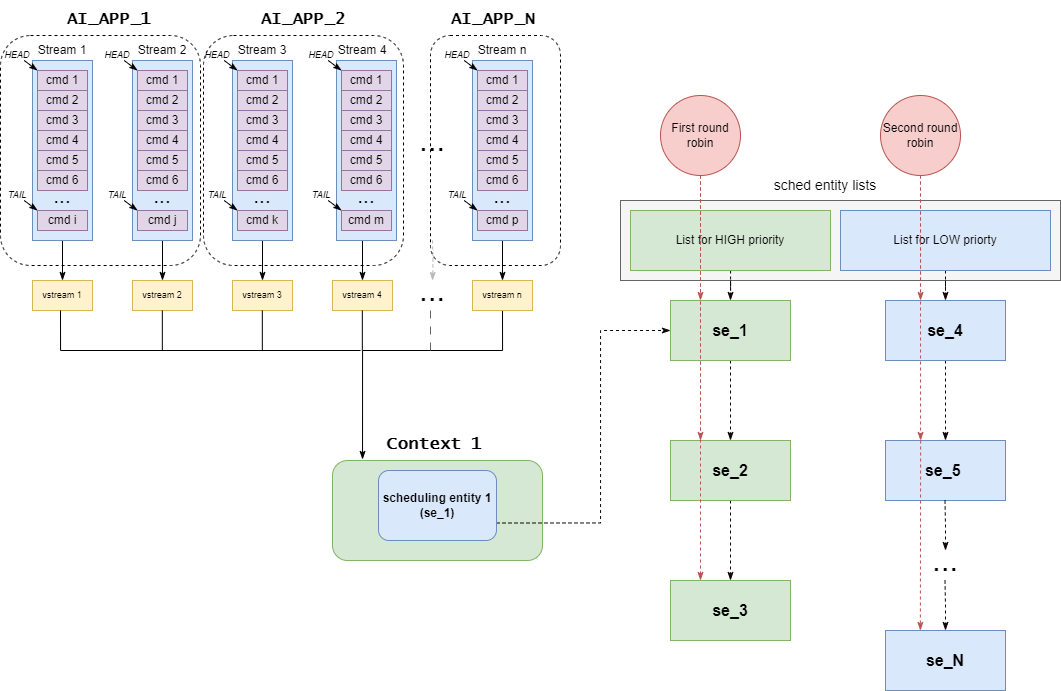 AI_APP_1
AI_APP_2
AI_APP_N
Stream 1
Stream 2
Stream 3
Stream 4
Stream n
HEAD
HEAD
HEAD
HEAD
HEAD
cmd 1
cmd 2
cmd 3
cmd 4
cmd 5
cmd 6
...
TAIL
cmd i
cmd 1
cmd 2
cmd 3
cmd 4
cmd 5
cmd 6
...
TAIL
cmd j
cmd 1
cmd 2
cmd 3
cmd 4
cmd 5
cmd 6
...
TAIL
cmd k
cmd 1
cmd 2
cmd 3
cmd 4
cmd 5
cmd 6
...
TAIL
cmd m
...
cmd 1
cmd 2
cmd 3
cmd 4
cmd 5
cmd 6
...
TAIL
cmd p
vstream 1
vstream 2
vstream 3
vstream 4
...
vstream n
Context 1
scheduling entity 1
(se_1)
First round
robin
Second round
robin
sched entity lists
List for HIGH priority
List for LOW priorty
se_1
se_2
se_3
se_4
se_5
...
se_N